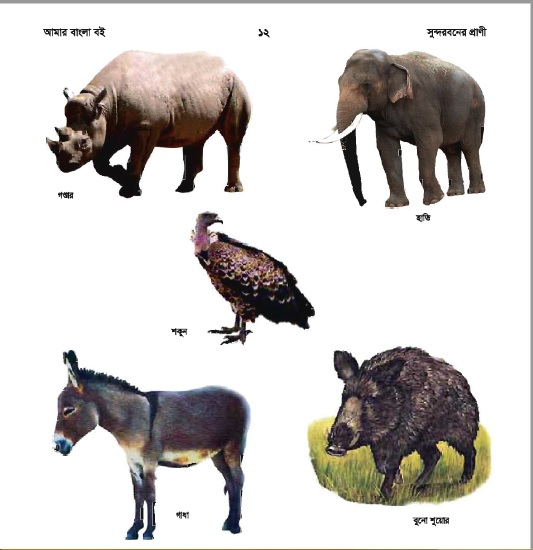 আমার বাংলা বই
১২
সুন্দরবনের প্রাণী
গণ্ডার
হাতি
শকুন
গাধা
বুনো শুয়োর